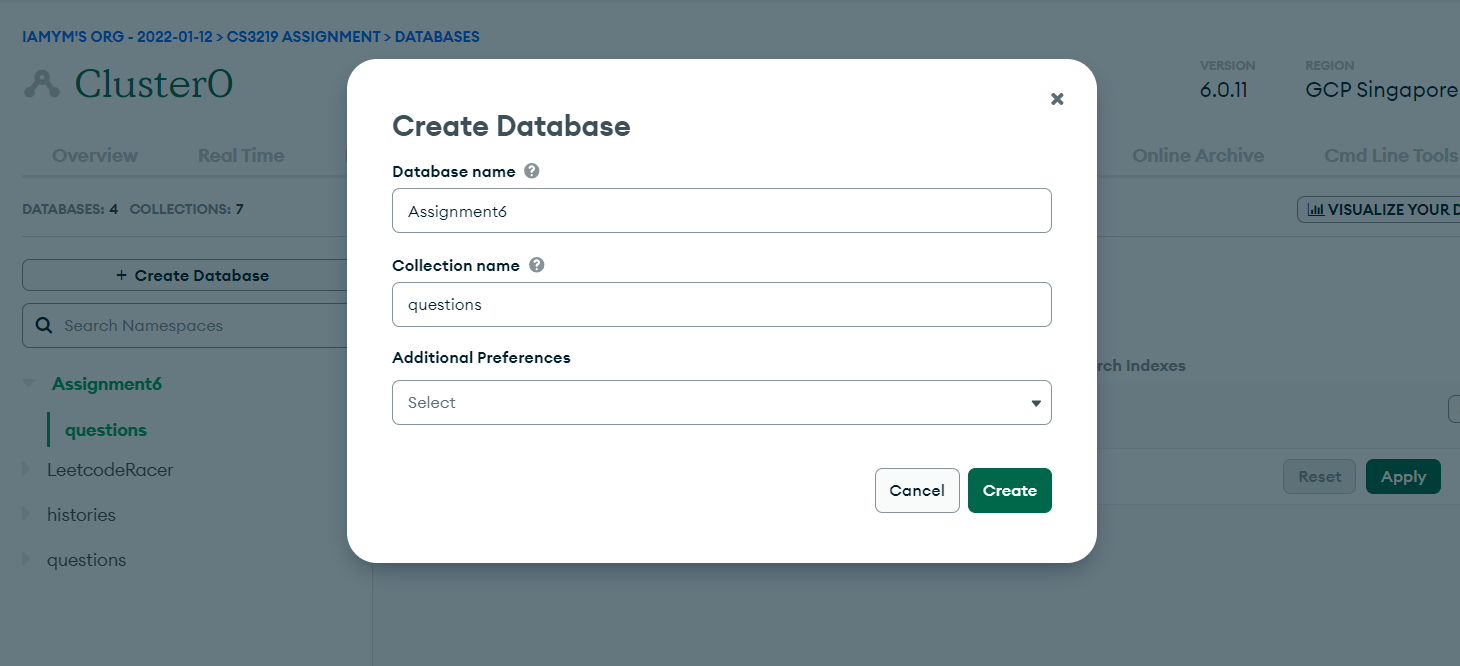 IAMYM'S ORG - 2022-01-12 > CS3219 ASSIGNMENT > DATABASES
Cluster0
VERSION
REGION
6.0.11
GCP Singapore
Overview
Real Time
Online Archive
Cmd Line Tools
DATABASES: 4 COLLECTIONS: 7
VISUALIZE YOUR D
+ Create Database
Search Namespaces
Assignment6
questions
LeetcodeRacer
histories
questions
Create Database
Database name
Assignment6
Collection name
questions
Additional Preferences
Select
Cancel
Create
rch Indexes
Reset
Apply